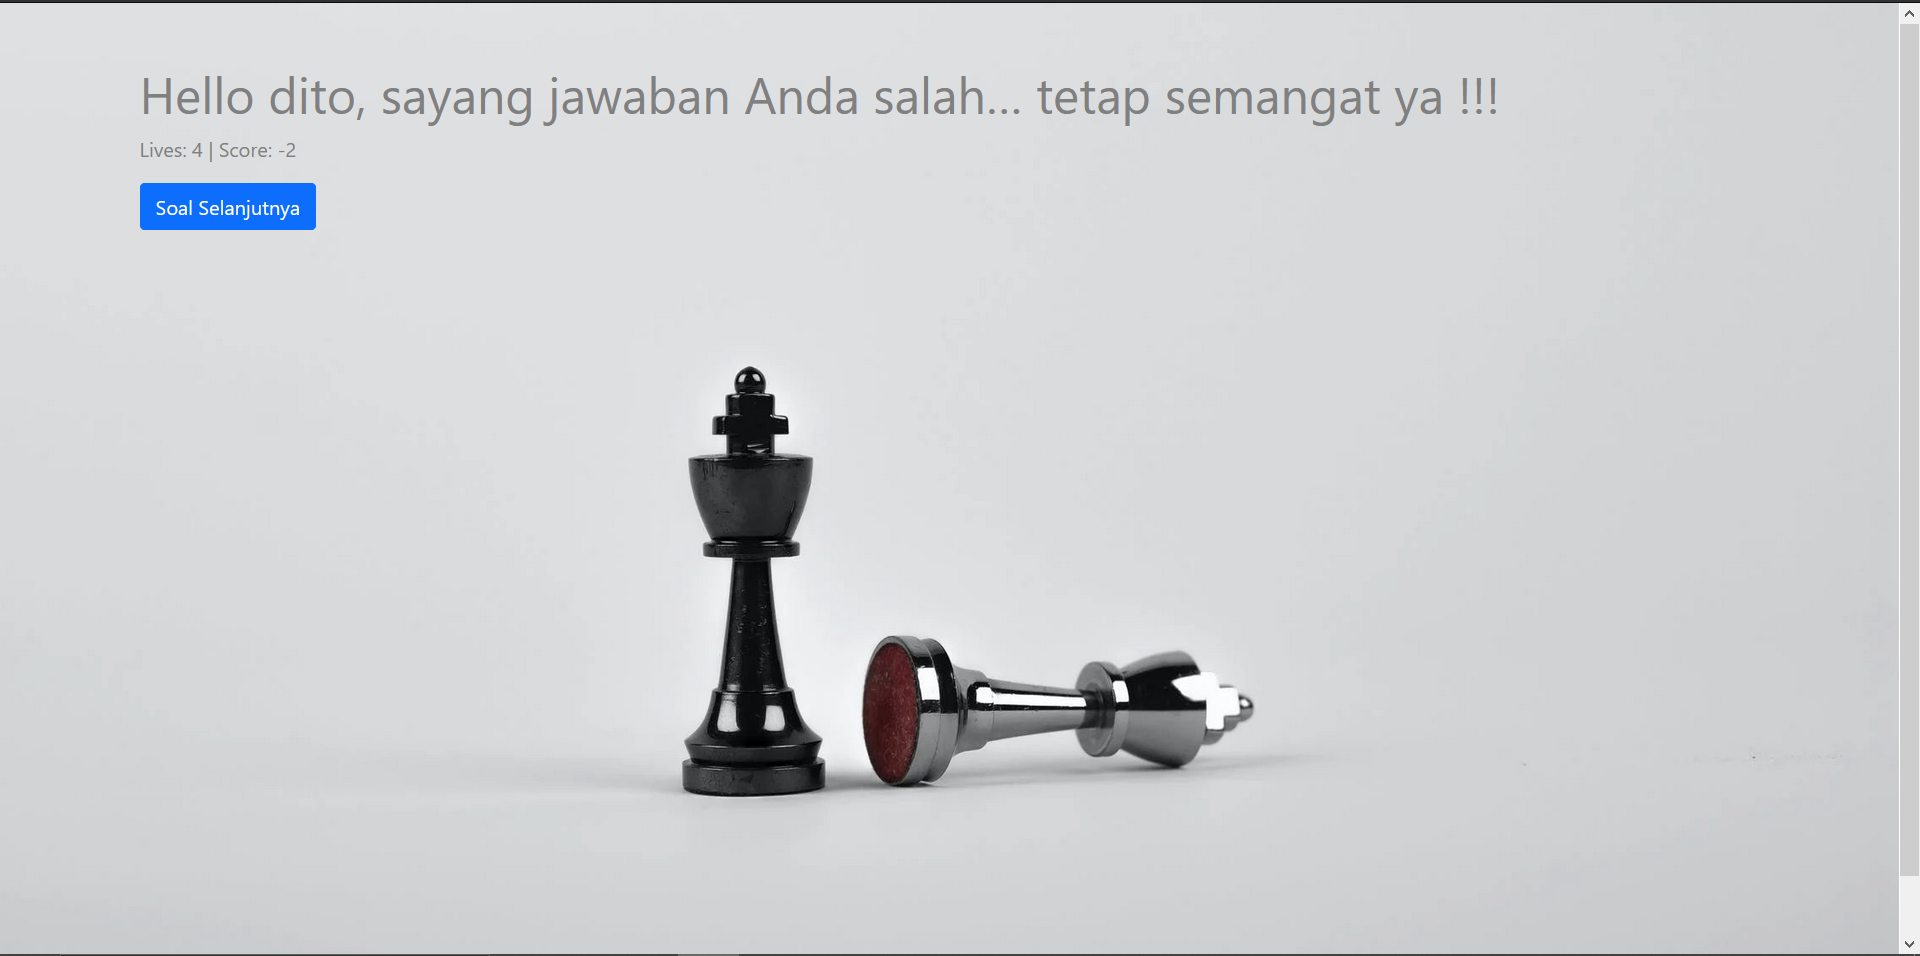 Hello dito, sayang jawaban Anda salah... tetap semangat ya !!!
Lives: 4 | Score: -2
Soal Selanjutnya